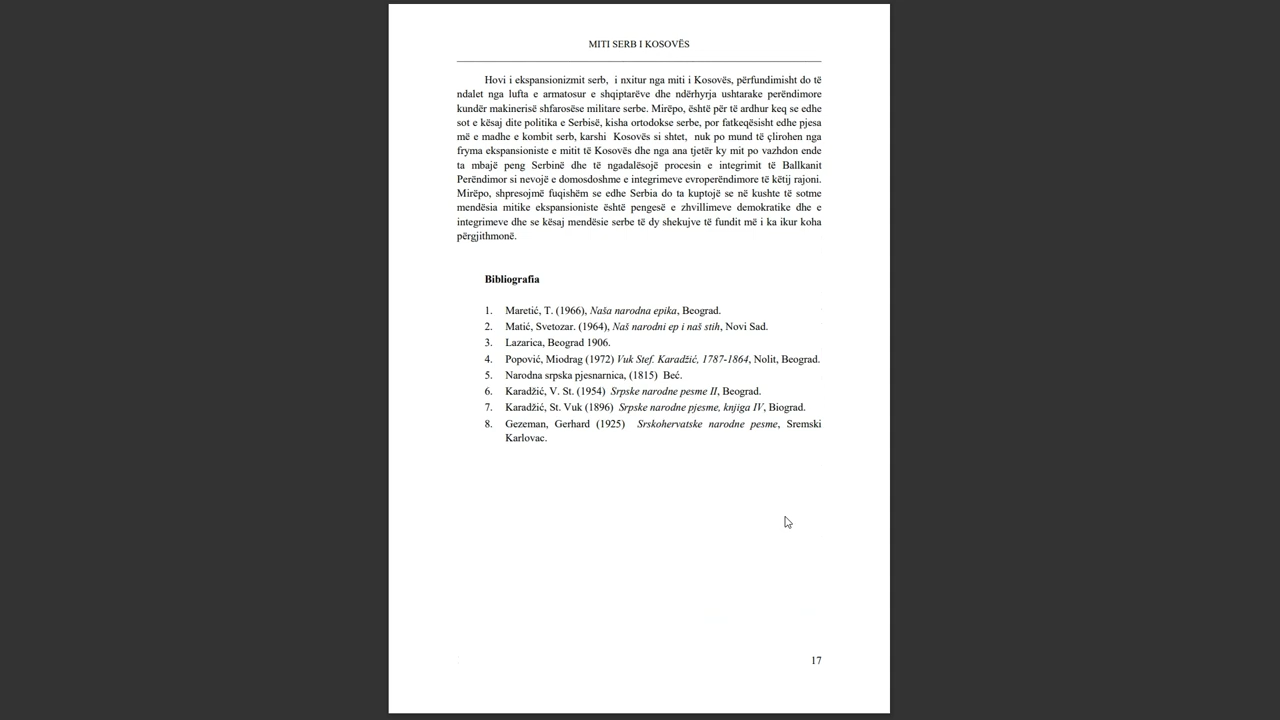 MITI SERB I KOSOVËS
Hovi i ekspansionizmit serb, i nxitur nga miti i Kosovës, përfundimisht do të
ndalet nga lufta e armatosur e shqiptarëve dhe ndërhyrja ushtarake perëndimore
kundër makinerisë shfarosëse militare serbe. Mirëpo, është për të ardhur keq se edhe
sot e kësaj dite politika e Serbisë, kisha ortodokse serbe, por fatkeqësisht edhe pjesa
më e madhe e kombit serb, karshi Kosovës si shtet, nuk po mund të çlirohen nga
fryma ekspansioniste e mitit të Kosovës dhe nga ana tjetër ky mit po vazhdon ende
ta mbajë peng Serbinë dhe të ngadalësojë procesin e integrimit të Ballkanit
Perëndimor si nevojë e domosdoshme e integrimeve evroperëndimore të këtij rajoni.
Mirëpo, shpresojmë fuqishëm se edhe Serbia do ta kuptojë se në kushte të sotme
mendësia mitike ekspansioniste është pengesë e zhvillimeve demokratike dhe e
integrimeve dhe se kësaj mendësie serbe të dy shekujve të fundit më i ka ikur koha
përgjithmonë.
Bibliografia
1. Maretić, T. (1966), Naša narodna epika, Beograd.
2. Matić, Svetozar. (1964), Naš narodni ep i naš stih, Novi Sad.
3. Lazarica, Beograd 1906.
4. Popović, Miodrag (1972) Vuk Stef. Karadžić, 1787-1864, Nolit, Beograd.
5. Narodna srpska pjesnarnica, (1815) Beć.
6. Karadžić, V. St. (1954) Srpske narodne pesme II, Beograd.
7. Karadžić, St. Vuk (1896) Srpske narodne pjesme, knjiga IV, Biograd.
8. Gezeman, Gerhard (1925) Srskohervatske narodne pesme, Sremski
Karlovac.
17